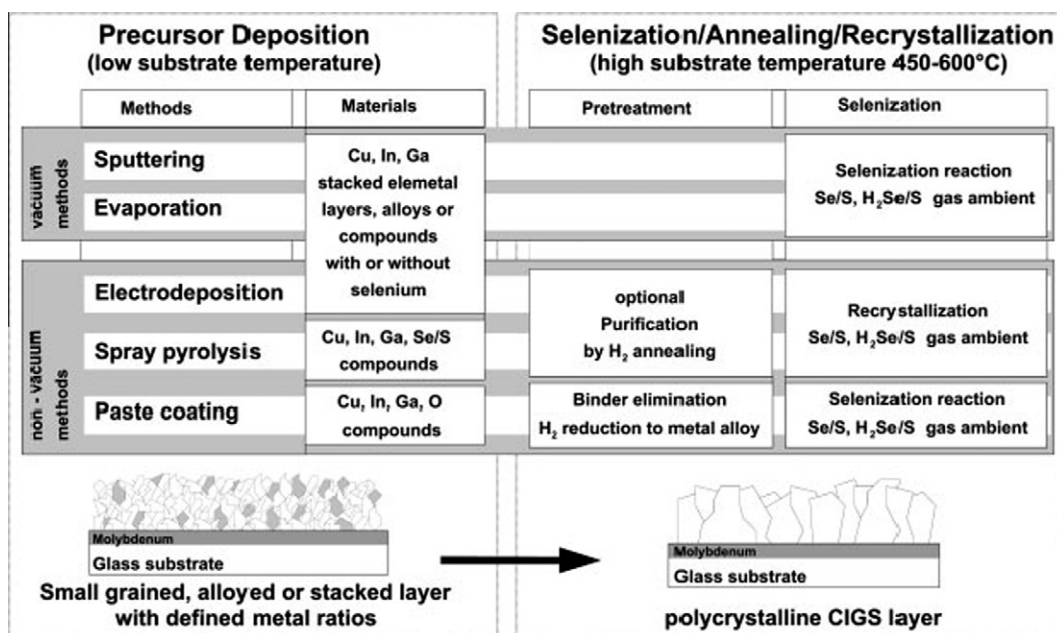 Precursor Deposition
(low substrate temperature)
Selenization/Annealing/Recrystallization
(high substrate temperature 450-600°C)
Methods
Materials
Pretreatment
Selenization
vacuum
methods
Sputtering
Evaporation
Cu, In, Ga
stacked elemetal
layers, alloys or
compounds
with or without
selenium
Selenization reaction
Se/S, H₂Se/S gas ambient
non - vacuum
methods
Electrodeposition
optional
Purification
by H₂ annealing
Recrystallization
Se/S, H₂Se/S gas ambient
Spray pyrolysis
Cu, In, Ga, Se/S
compounds
Paste coating
Cu, In, Ga, O
compounds
Binder elimination
H₂ reduction to metal alloy
Selenization reaction
Se/S, H₂Se/S gas ambient
Molybdenum
Glass substrate
Small grained, alloyed or stacked layer
with defined metal ratios
Molybdenum
Glass substrate
polycrystalline CIGS layer